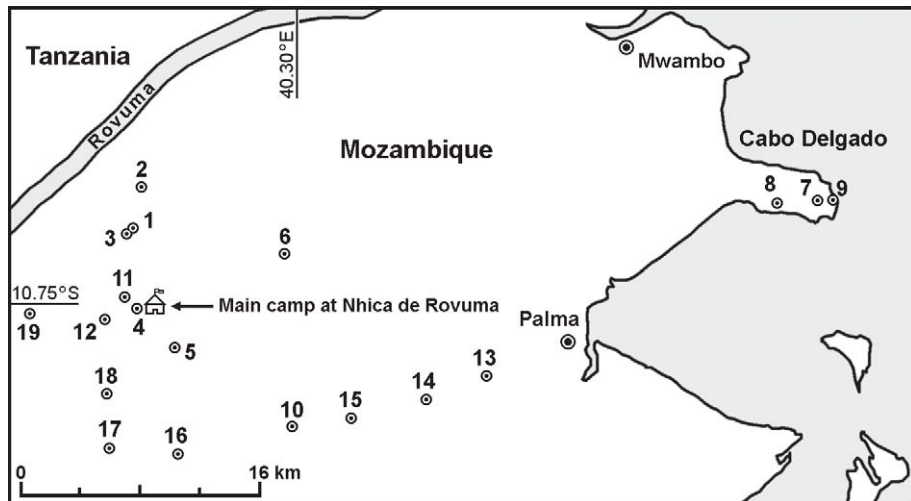 Tanzania
40.30°E
Mwambo
Rovuma
Cabo Delgado
Mozambique
2
8
7
9
1
3
6
11
10.75°S
Main camp at Nhica de Rovuma
19
12
4
Palma
5
13
18
14
15
10
17
16
0
16 km